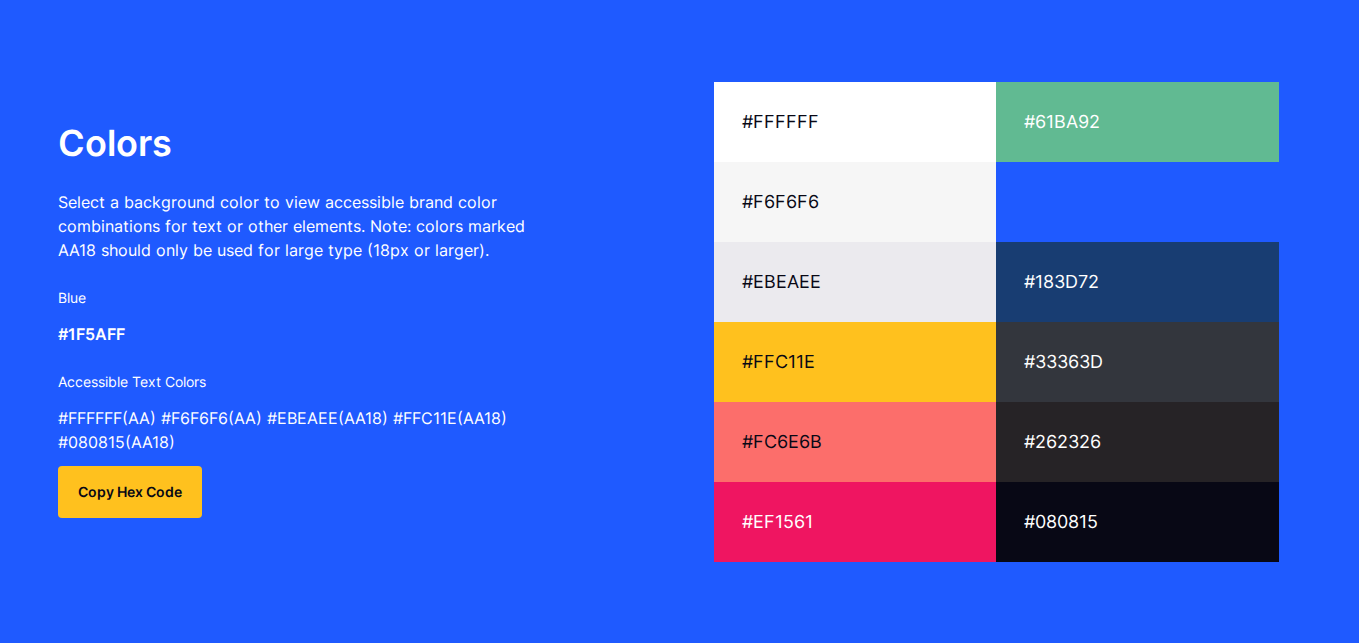 Colors
Select a background color to view accessible brand color
combinations for text or other elements. Note: colors marked
AA18 should only be used for large type (18px or larger).
Blue
#1F5AFF
Accessible Text Colors
#FFFFFF(AA) #F6F6F6(AA) #EBEAEE(AA18) #FFC11E(AA18)
#080815(AA18)
Copy Hex Code
#FFFFFF
#61BA92
#F6F6F6
#EBEAEE
#183D72
#FFC11E
#33363D
#FC6E6B
#262326
#EF1561
#080815